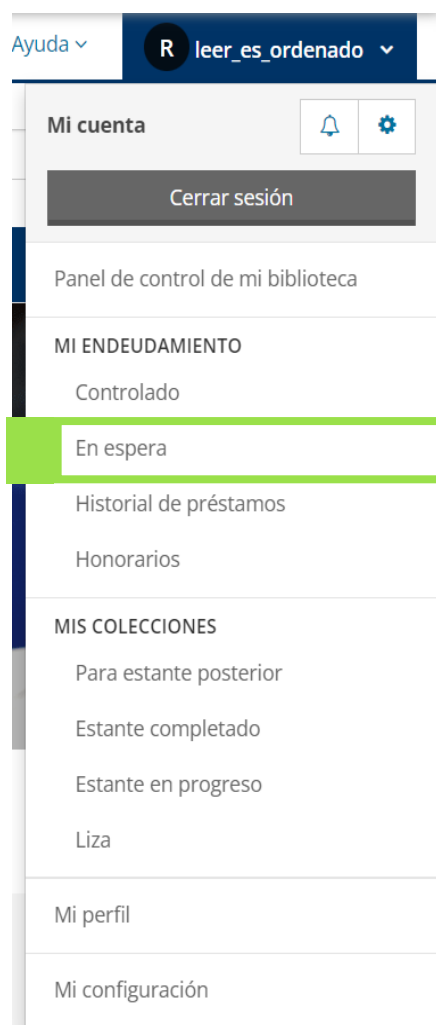 Ayuda
R leer_es_ordenado
Mi cuenta
Cerrar sesión
Panel de control de mi biblioteca
MI ENDEUDAMIENTO
Controlado
En espera
Historial de préstamos
Honorarios
MIS COLECCIONES
Para estante posterior
Estante completado
Estante en progreso
Liza
Mi perfil
Mi configuración